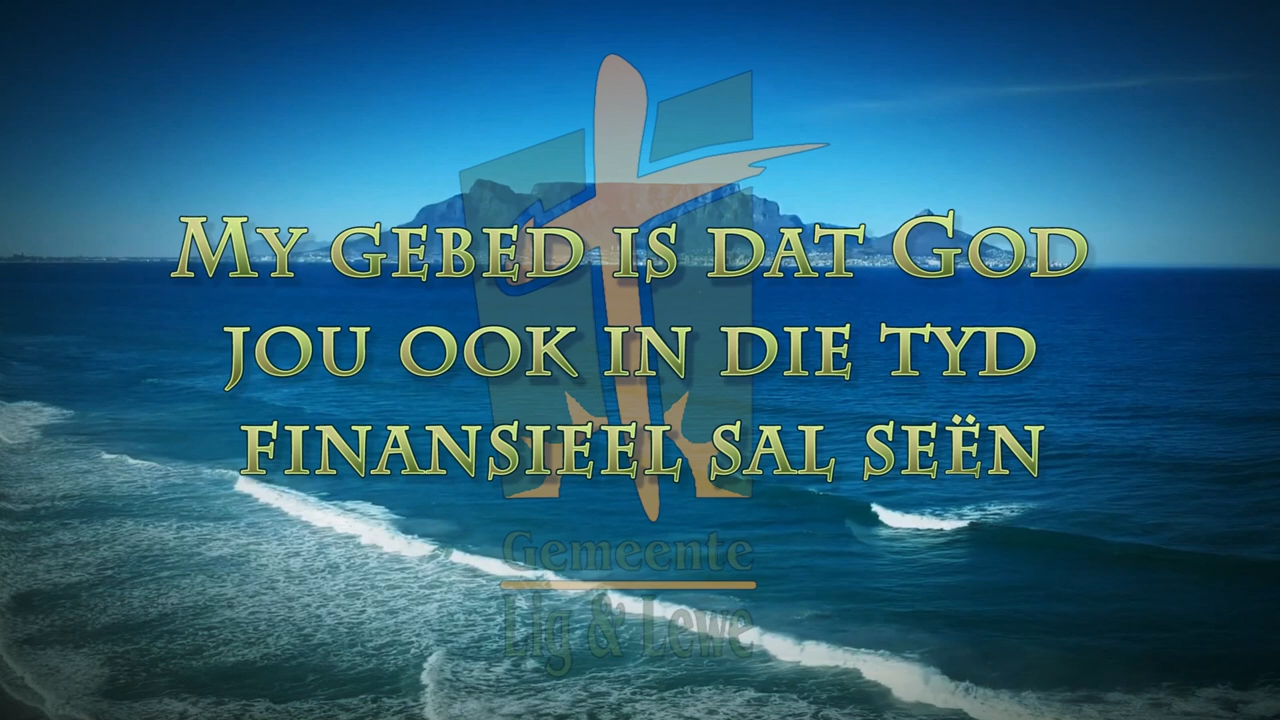 My gebed is dat God
jou ook in die tyd
finansieel sal seën
Gemeente
Lig & Lewe